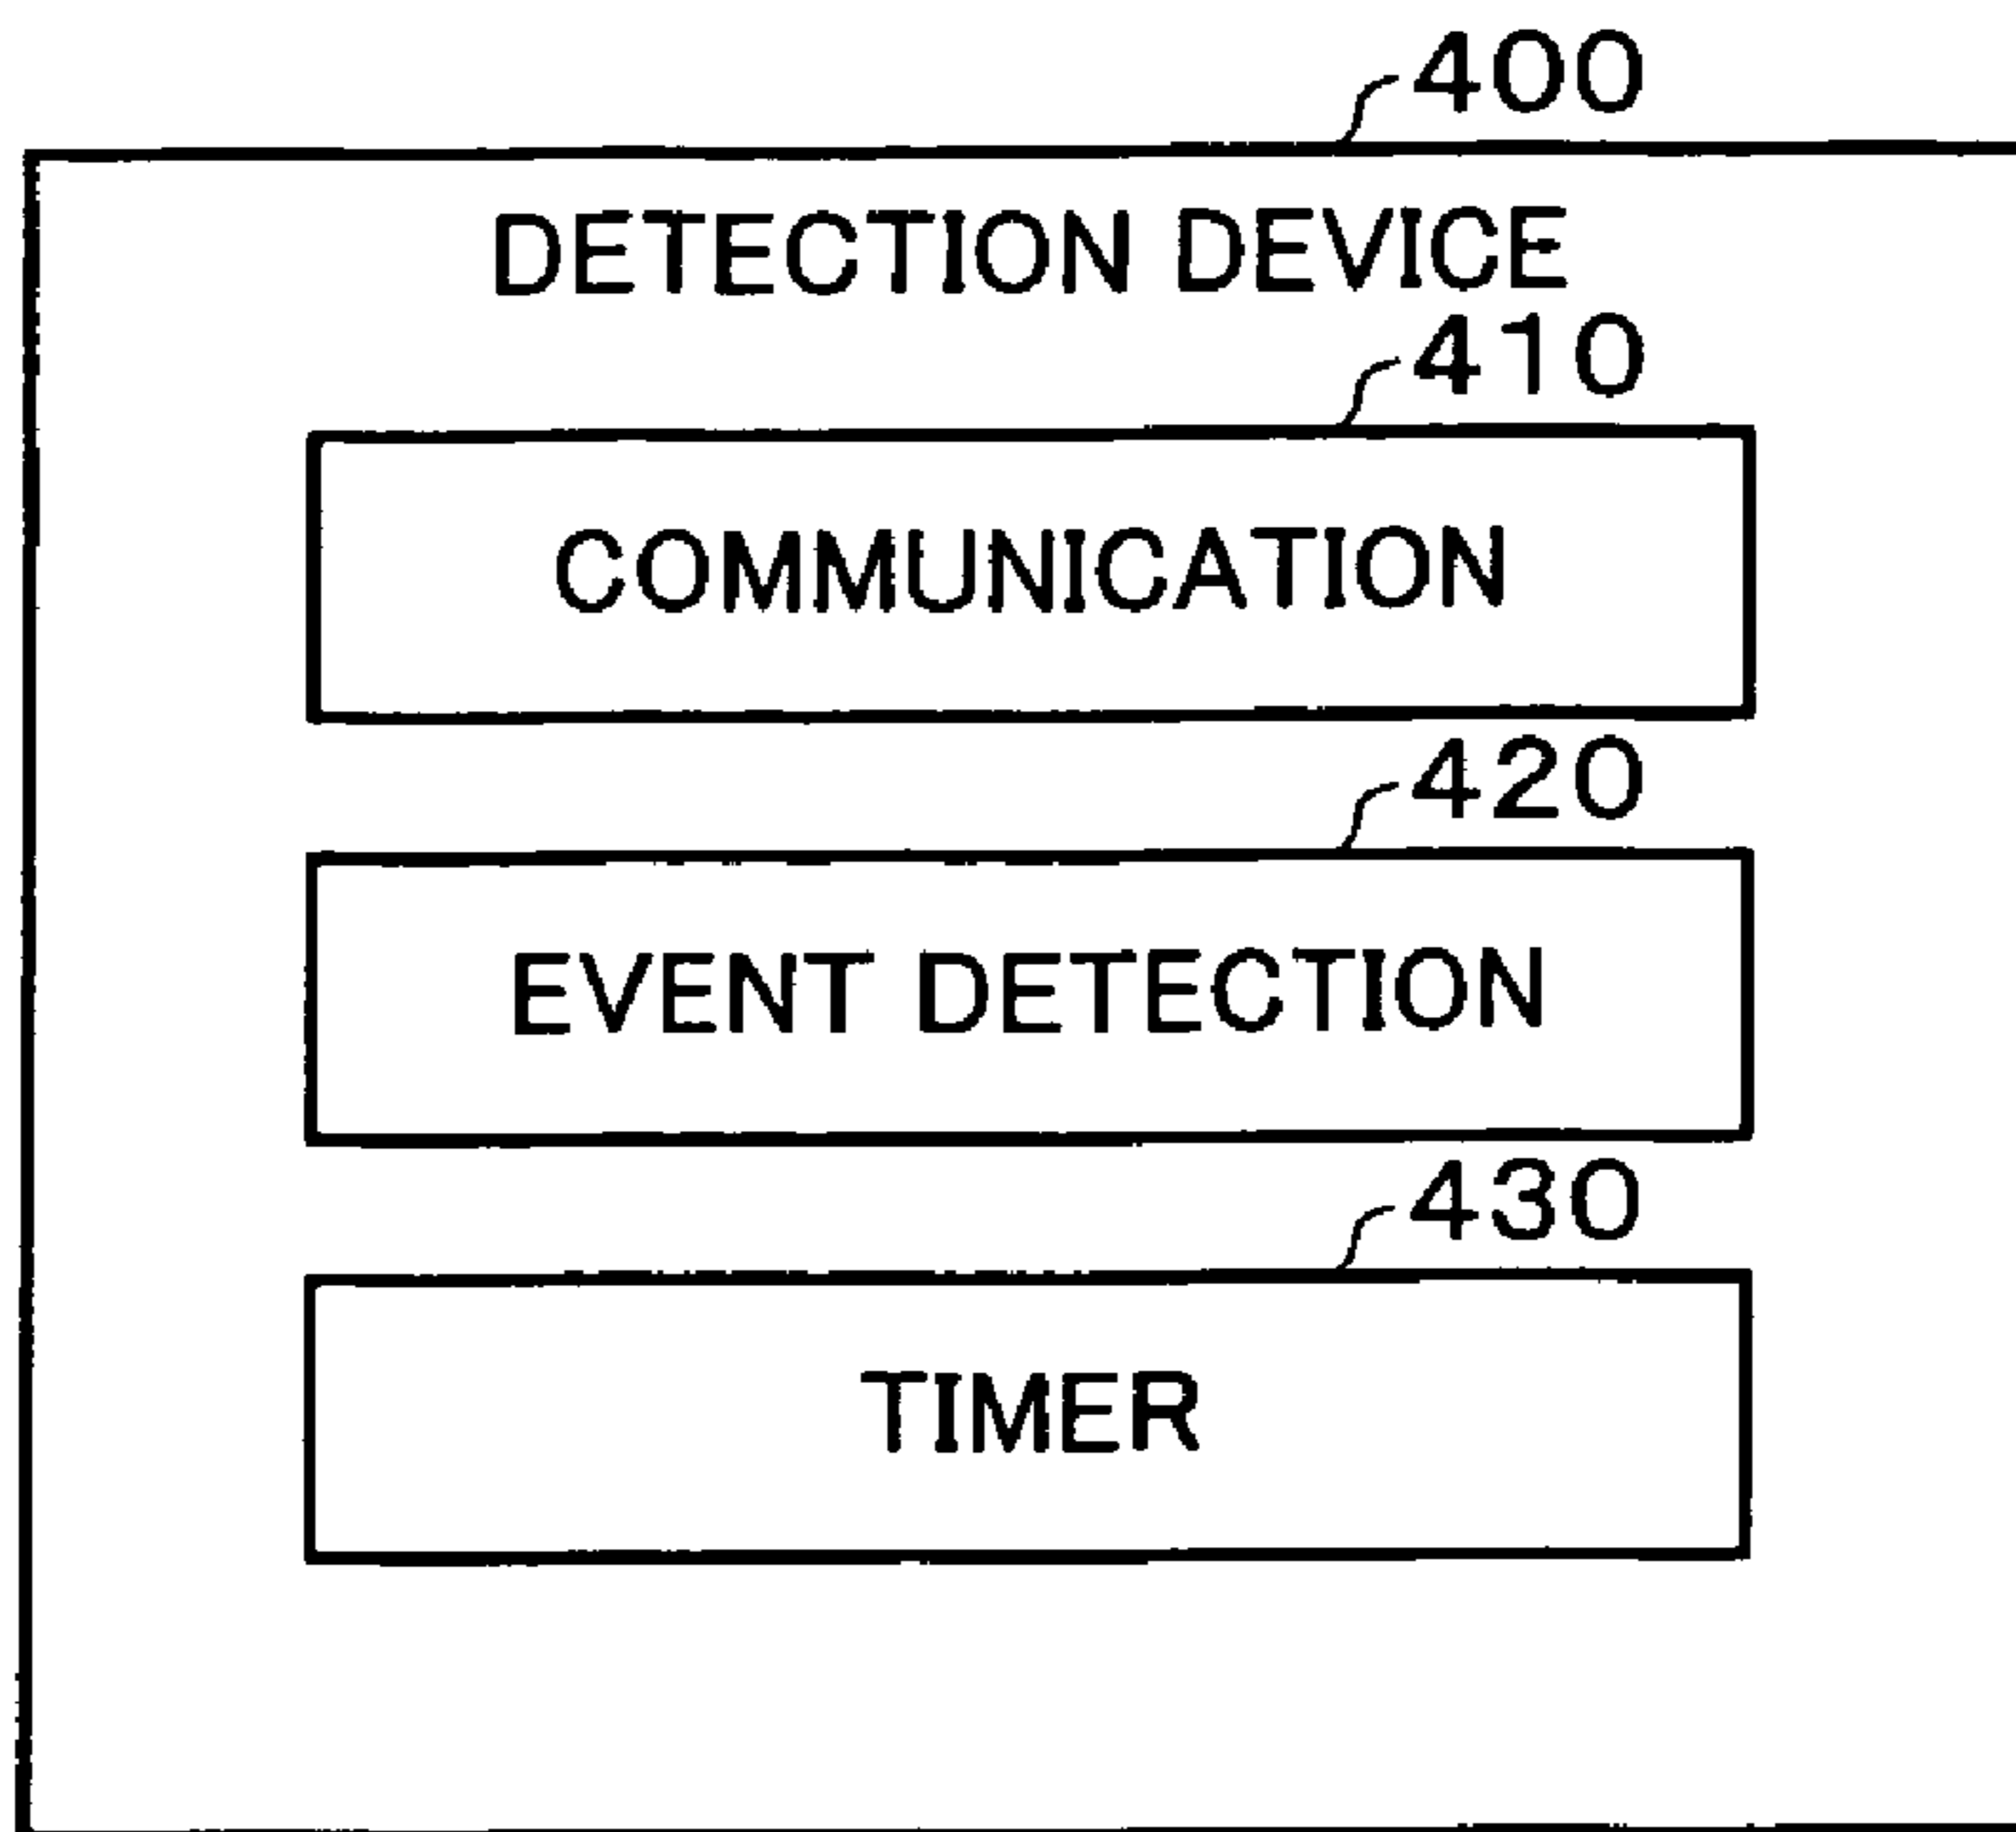 400
DETECTION DEVICE
410
COMMUNICATION
420
EVENT DETECTION
430
TIMER